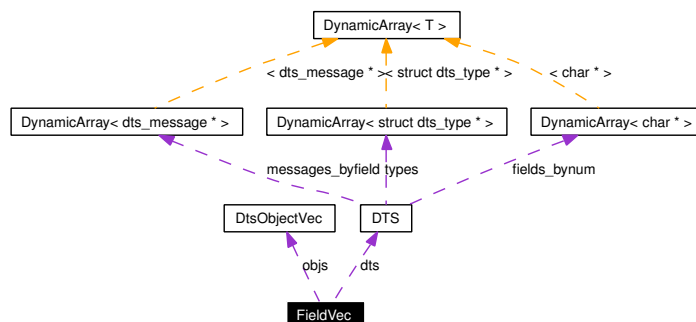 DynamicArray< T >
< dts_message * >
< struct dts_type * >
< char * >
DynamicArray< dts_message * >
DynamicArray< struct dts_type * >
DynamicArray< char * >
messages_byfield
types
fields_bynum
DtsObjectVec
DTS
objs
dts
FieldVec